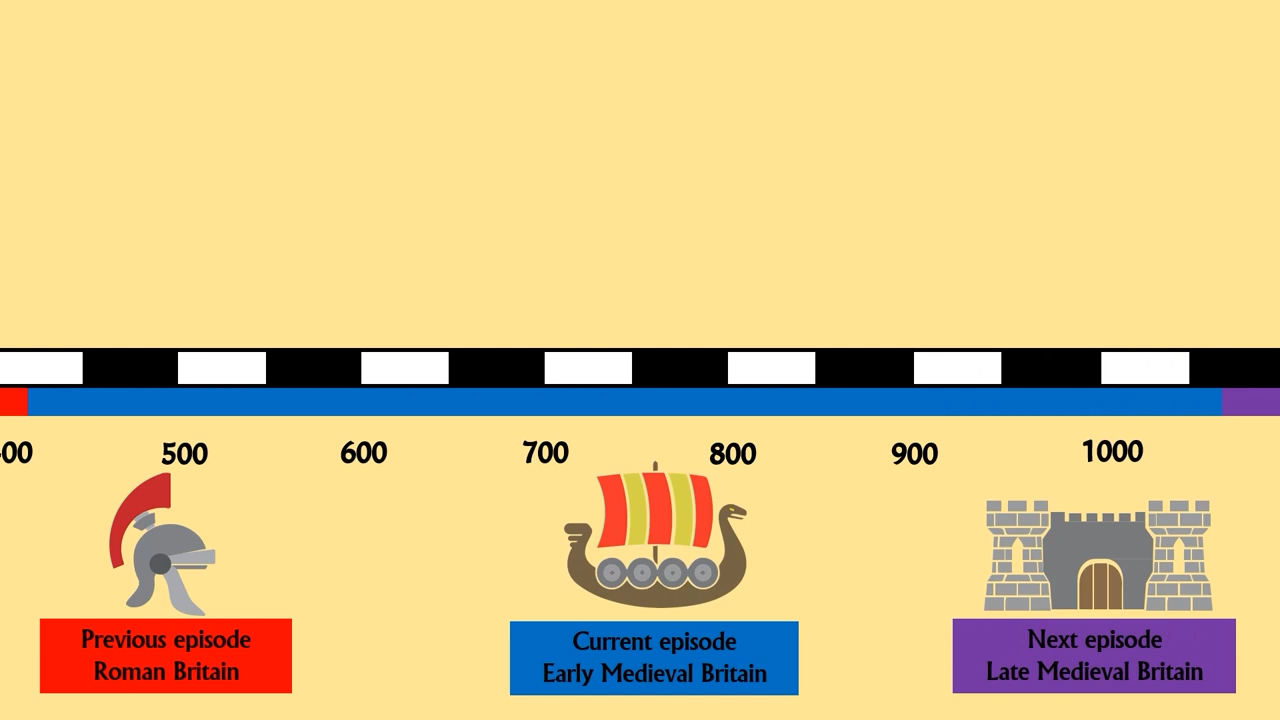 500 600 700 800 900 1000
Previous episode
Roman Britain
Current episode
Early Medieval Britain
Next episode
Late Medieval Britain